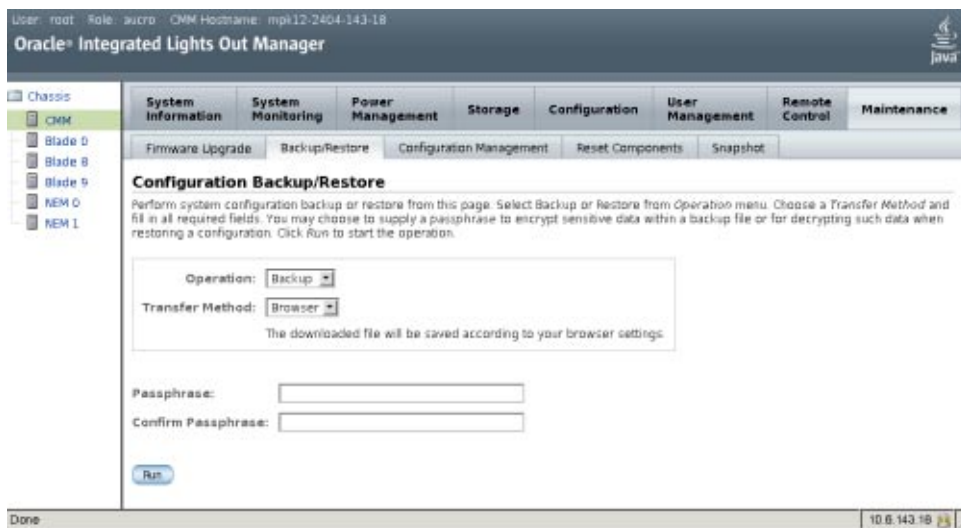 User: root Role: aucro CMM Hostname: mpk12-2404-143-18
Oracle® Integrated Lights Out Manager
Java
Chassis
CMM
Blade 0
Blade 8
Blade 9
NEM 0
NEM 1
System Information
System Monitoring
Power Management
Storage
Configuration
User Management
Remote Control
Maintenance
Firmware Upgrade
Backup/Restore
Configuration Management
Reset Components
Snapshot
Configuration Backup/Restore
Perform system configuration backup or restore from this page. Select Backup or Restore from Operation menu. Choose a Transfer Method and
fill in all required fields. You may choose to supply a passphrase to encrypt sensitive data within a backup file or for decrypting such data when
restoring a configuration. Click Run to start the operation.
Operation: Backup
Transfer Method: Browser
The downloaded file will be saved according to your browser settings.
Passphrase:
Confirm Passphrase:
Run
Done
10.6.143.18